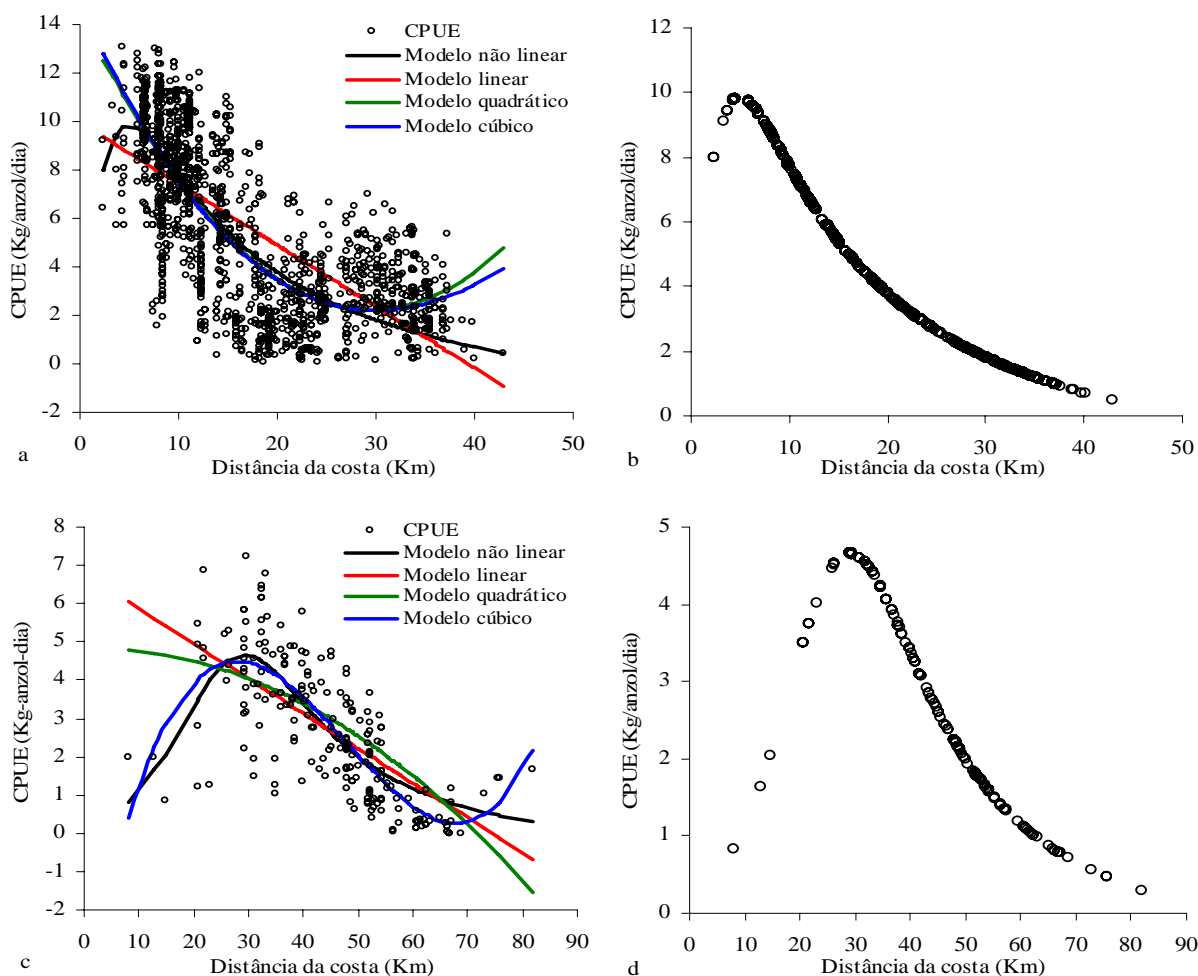 CPUE (Kg/anzol/dia)
14
12
10
8
6
4
2
0
-2
CPUE
Modelo não linear
Modelo linear
Modelo quadrático
Modelo cúbico
0 10 20 30 40 50
Distância da costa (Km)
a
CPUE (Kg/anzol/dia)
12
10
8
6
4
2
0
0 10 20 30 40 50
Distância da costa (Km)
b
CPUE (Kg-anzol-dia)
8
7
6
5
4
3
2
1
0
-1
-2
CPUE
Modelo não linear
Modelo linear
Modelo quadrático
Modelo cúbico
0 10 20 30 40 50 60 70 80 90
Distância da costa (Km)
c
CPUE (Kg/anzol/dia)
5
4
3
2
1
0
0 10 20 30 40 50 60 70 80 90
Distância da costa (Km)
d